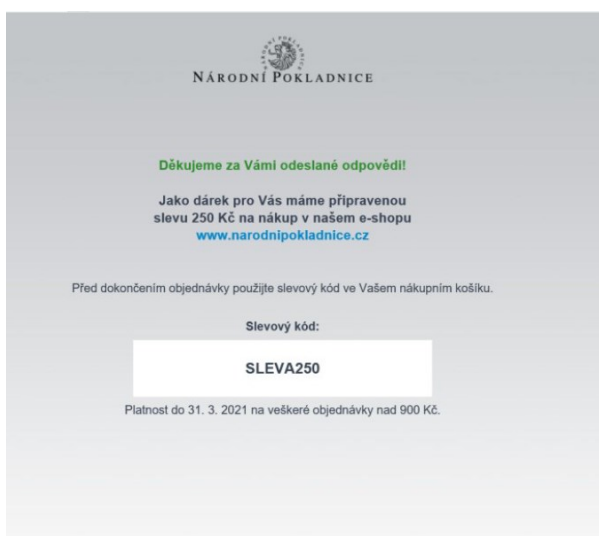 NÁRODNÍ POKLADNICE
Děkujeme za Vámi odeslané odpovědi!
Jako dárek pro Vás máme připravenou
slevu 250 Kč na nákup v našem e-shopu
www.narodnipokladnice.cz
Před dokončením objednávky použijte slevový kód ve Vašem nákupním košíku.
Slevový kód:
SLEVA250
Platnost do 31. 3. 2021 na veškeré objednávky nad 900 Kč.